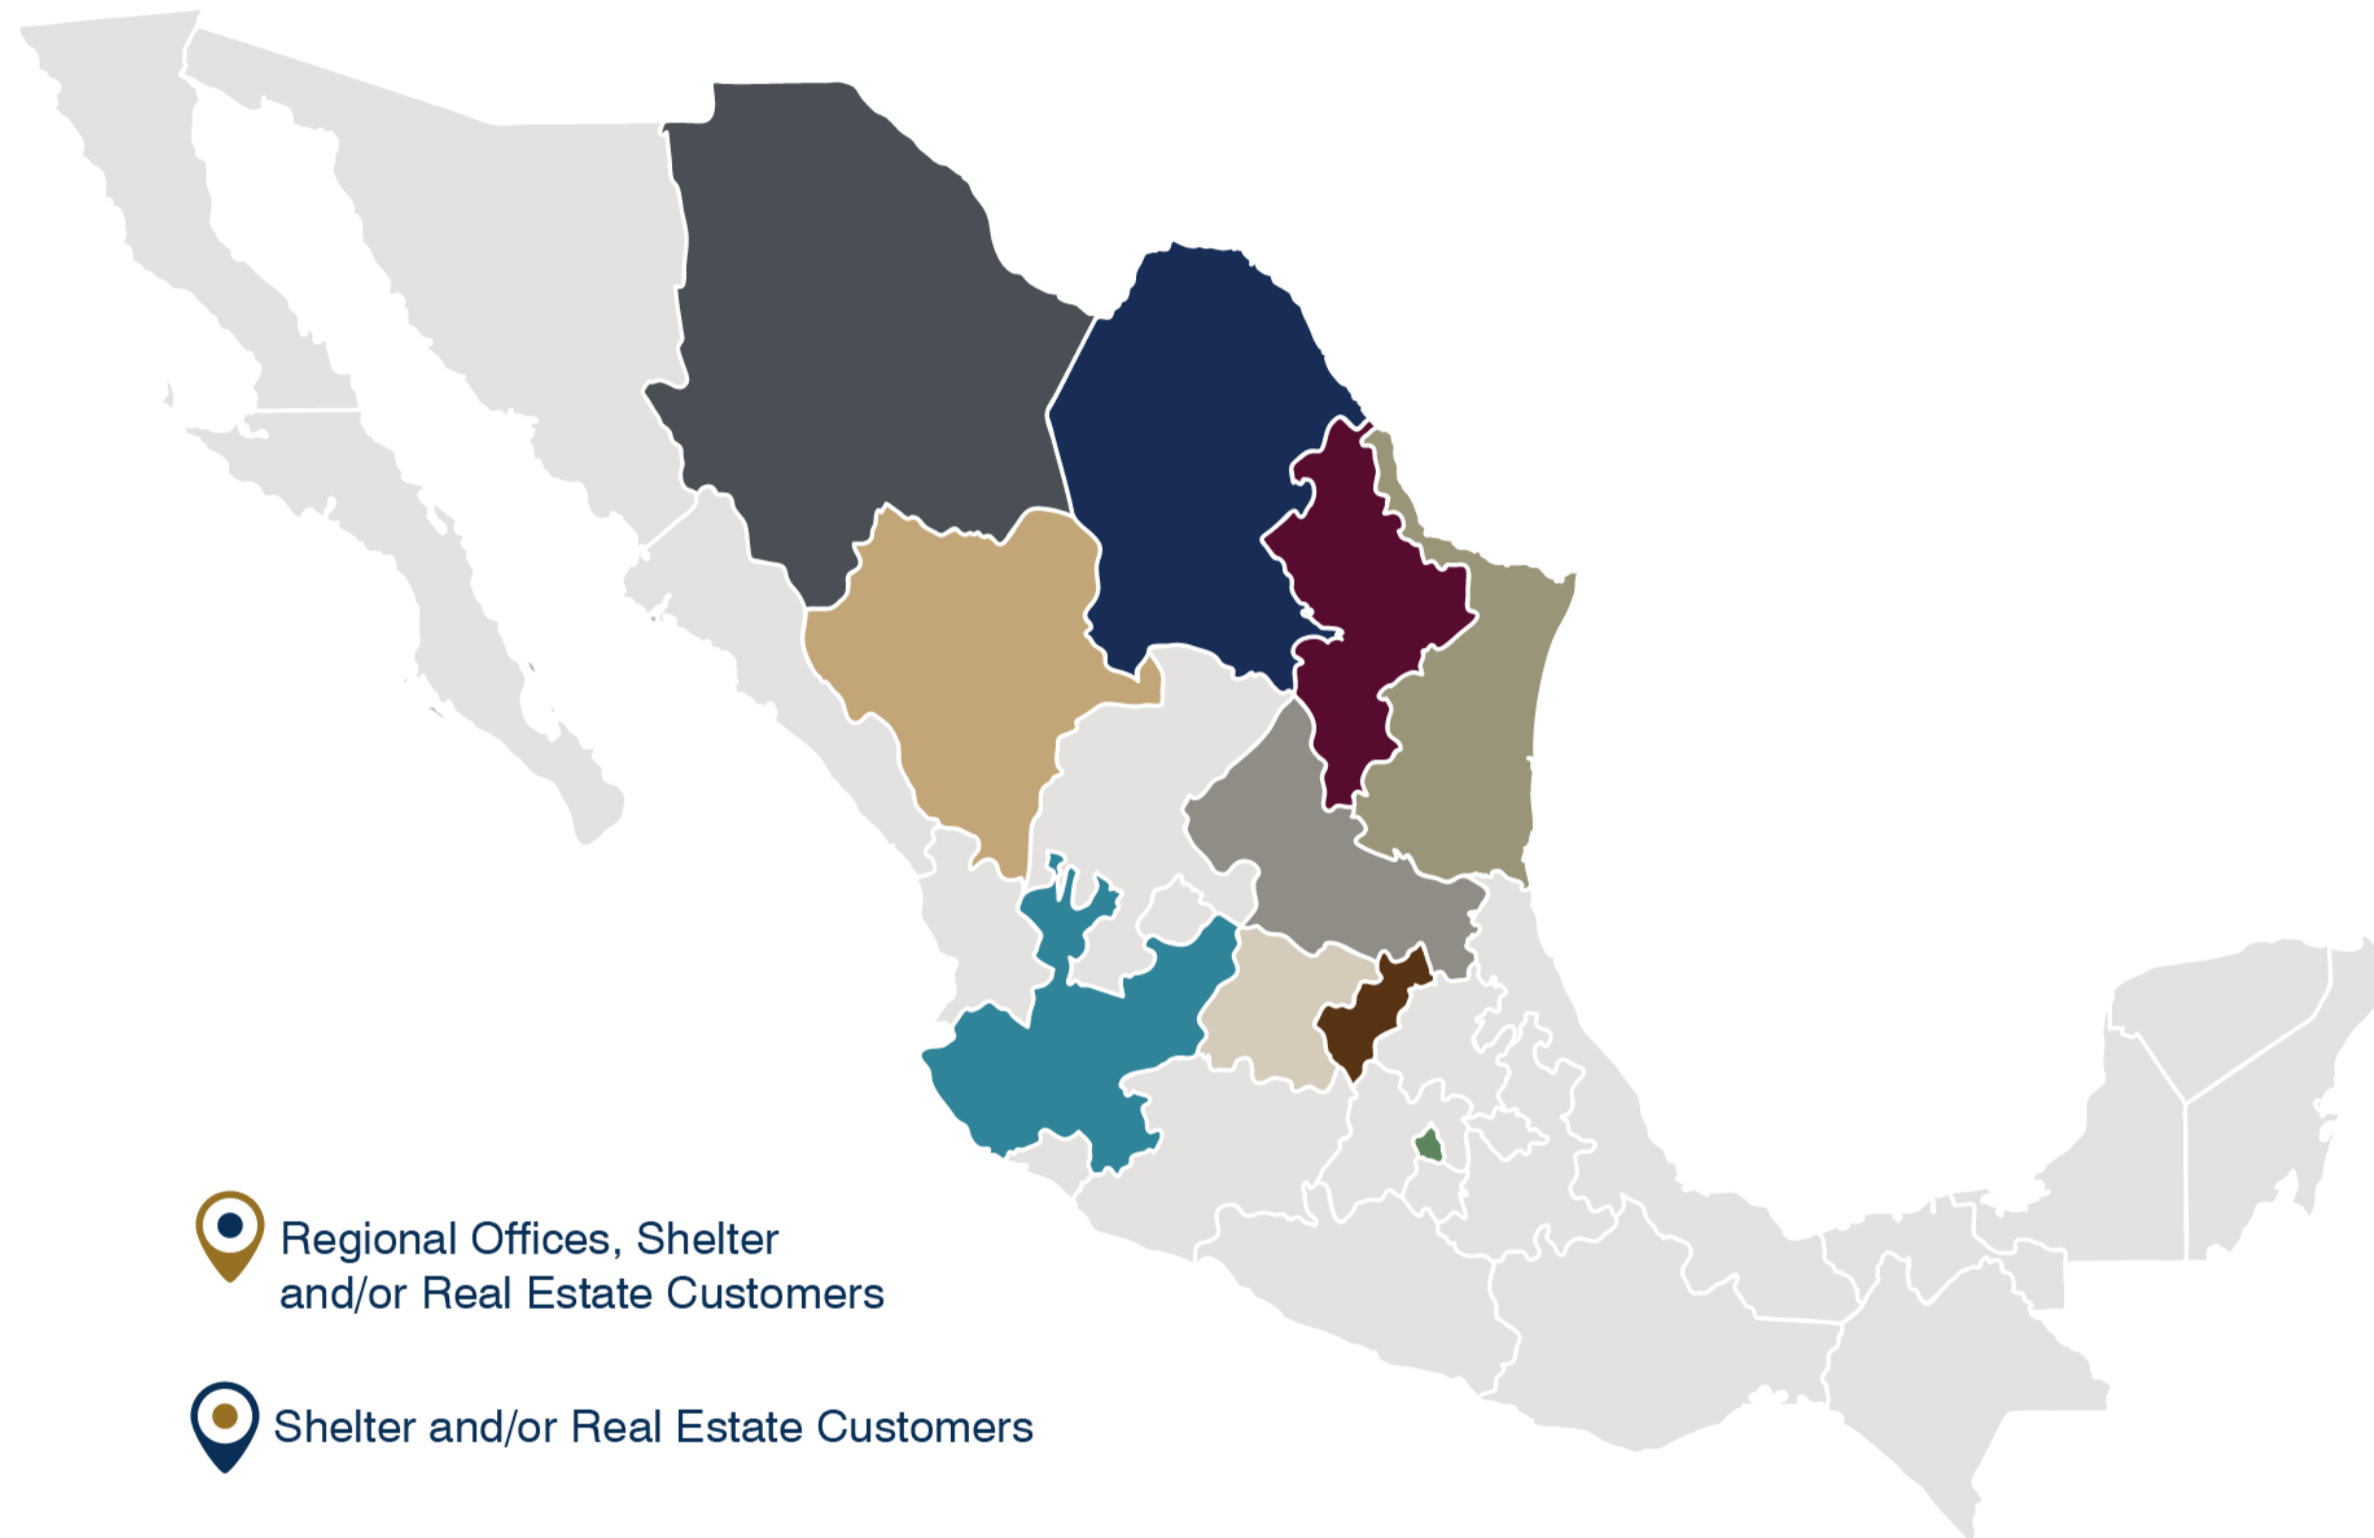 Regional Offices, Shelter
and/or Real Estate Customers
Shelter and/or Real Estate Customers